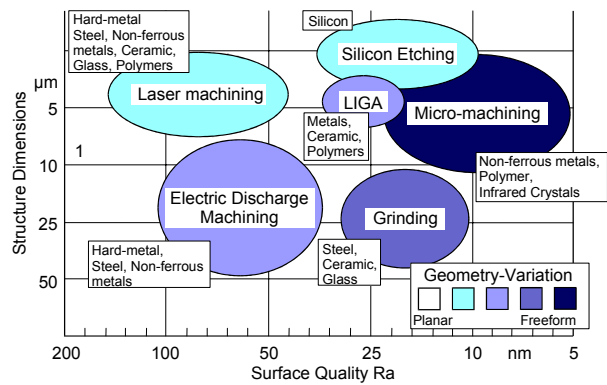 Hard-metal
Steel, Non-ferrous
metals, Ceramic,
Glass, Polymers
Silicon
Silicon Etching
µm
Laser machining
LIGA
Micro-machining
5
Metals,
Ceramic,
Polymers
1
10
Non-ferrous metals,
Polymer,
Infrared Crystals
Structure Dimensions
Electric Discharge
Machining
Grinding
25
Hard-metal,
Steel, Non-ferrous
metals
Steel,
Ceramic,
Glass
50
Geometry-Variation
Planar
Freeform
200
100
50
25
10
nm
5
Surface Quality Ra